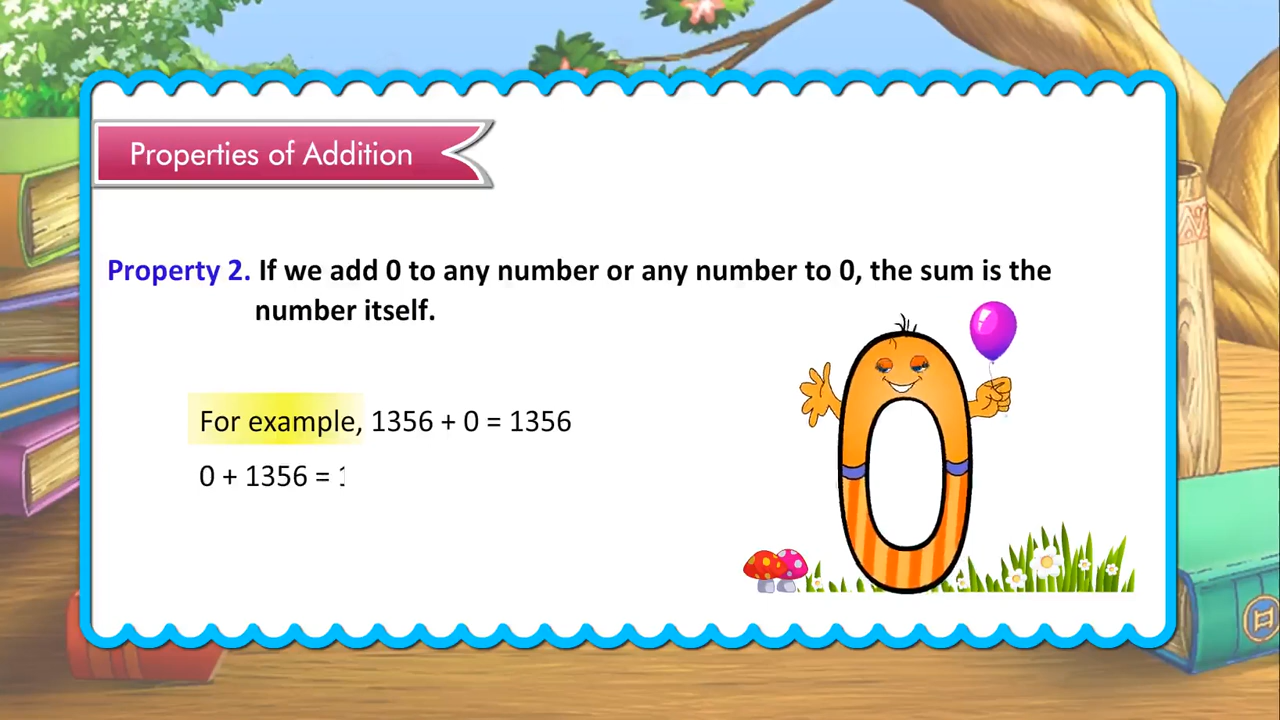 Properties of Addition
Property 2. If we add 0 to any number or any number to 0, the sum is the
number itself.
For example, 1356 + 0 = 1356
0 + 1356 =